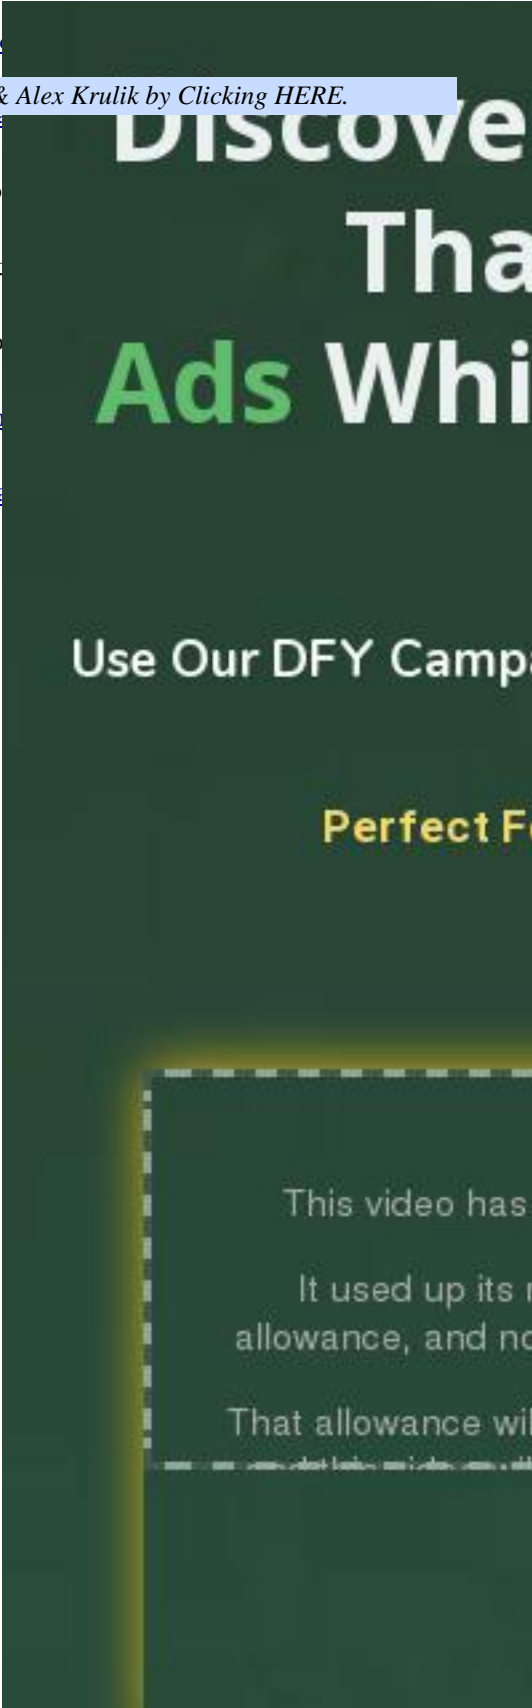 & Alex Krulik by Clicking HERE.
Discove
Tha
Ads Whi
Use Our DFY Campa
Perfect Fo
This video has
It used up its
allowance, and no
That allowance wil